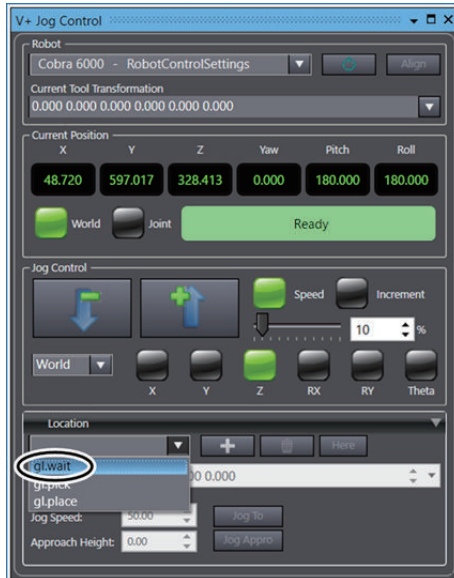 V+ Jog Control
Robot
Cobra 6000 - RobotControlSettings
Align
Current Tool Transformation
0.000 0.000 0.000 0.000 0.000 0.000
Current Position
X Y Z Yaw Pitch Roll
48.720 597.017 328.413 0.000 180.000 180.000
World Joint Ready
Jog Control
Speed Increment
10 %
World
X Y Z RX RY Theta
Location
Here
gl.wait
gl.pick
0.000
gl.place
Jog Speed: 50.00 Jog To
Approach Height: 0.00 Jog Appro